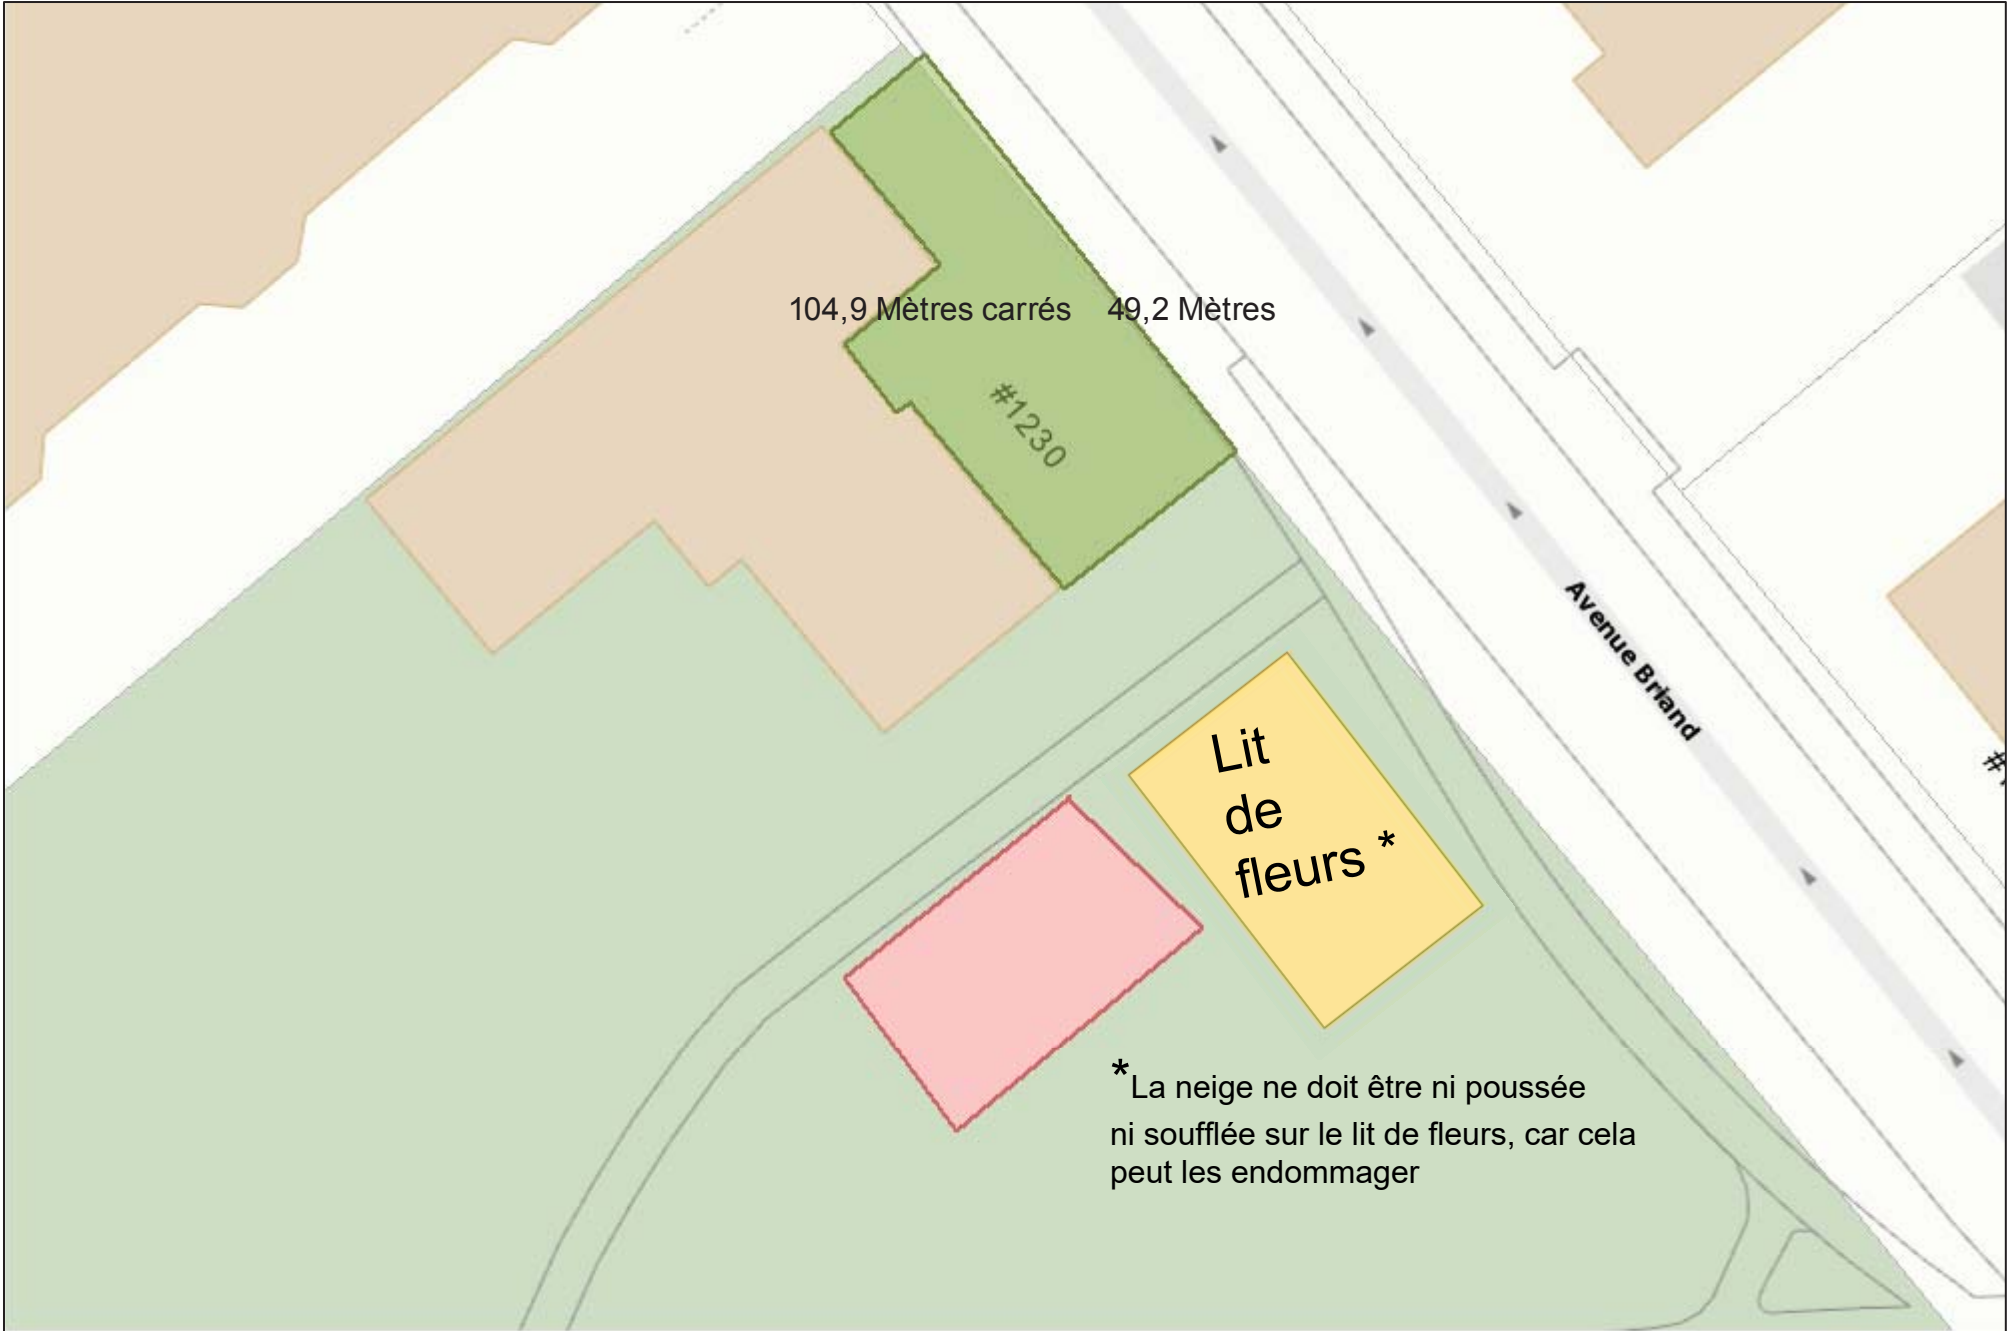 104,9 Mètres carrés 49,2 Mètres
#1230
Avenue Briand
Lit
de
fleurs *
*La neige ne doit être ni poussée
ni soufflée sur le lit de fleurs, car cela
peut les endommager